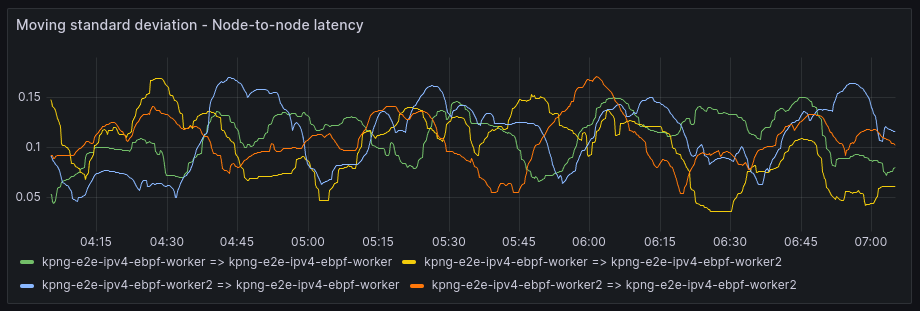 Moving standard deviation - Node-to-node latency
0.15
0.1
0.05
04:15 04:30 04:45 05:00 05:15 05:30 05:45 06:00 06:15 06:30 06:45 07:00
kpng-e2e-ipv4-ebpf-worker => kpng-e2e-ipv4-ebpf-worker kpng-e2e-ipv4-ebpf-worker => kpng-e2e-ipv4-ebpf-worker2
kpng-e2e-ipv4-ebpf-worker2 => kpng-e2e-ipv4-ebpf-worker kpng-e2e-ipv4-ebpf-worker2 => kpng-e2e-ipv4-ebpf-worker2